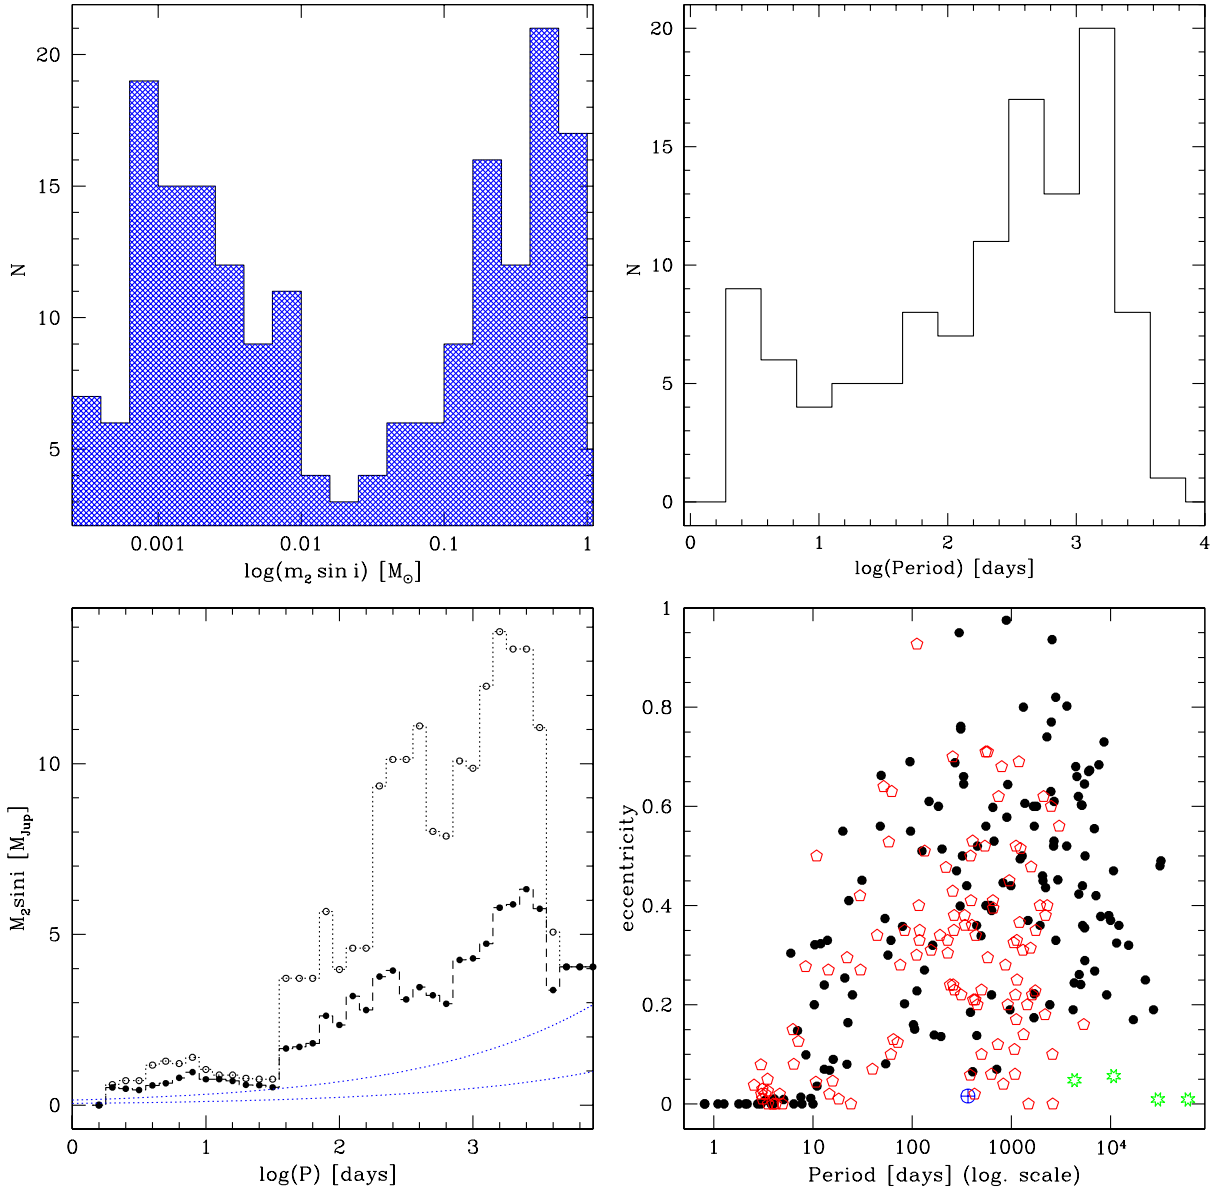 20
15
10
5
N
0.001 0.01 0.1 1
log(m₂ sin i) [M☉]
20
15
10
5
0
N
0 1 2 3 4
log(Period) [days]
10
5
0
M₂sini [M_Jup]
0 1 2 3
log(P) [days]
1
0.8
0.6
0.4
0.2
0
eccentricity
1 10 100 1000 10⁴
Period [days] (log. scale)